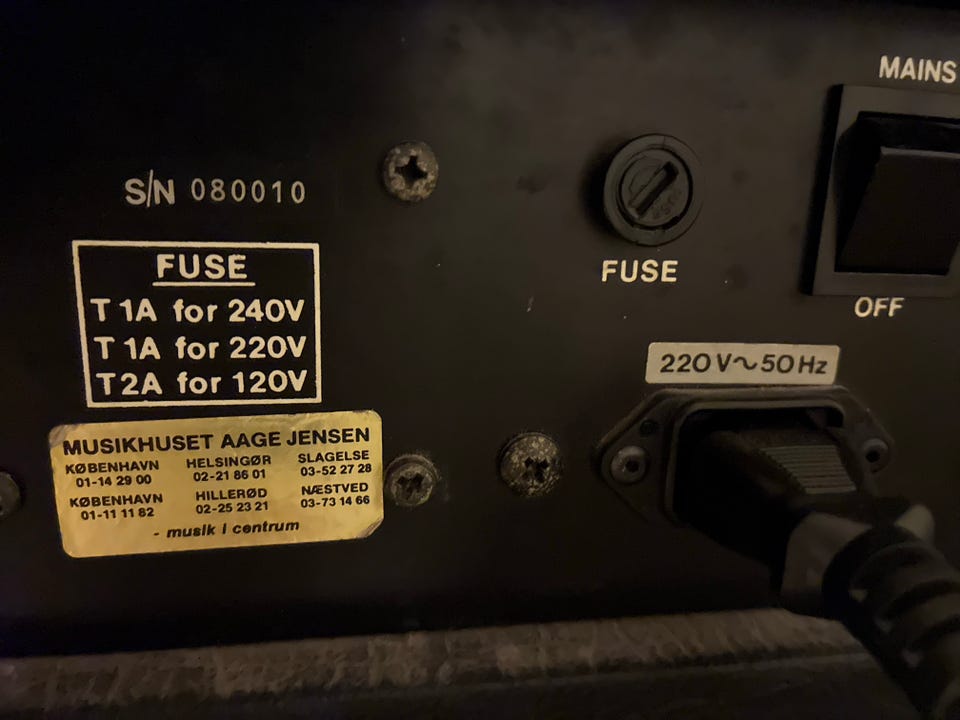 MAINS
S/N 080010
FUSE
OFF
FUSE
T 1A for 240V
T 1A for 220V
T 2A for 120V
220V~50Hz
MUSIKHUSET AAGE JENSEN
KØBENHAVN HELSINGØR SLAGELSE
01-14 29 00 02-21 86 01 03-52 27 28
KØBENHAVN HILLERØD NÆSTVED
01-11 11 82 02-25 23 21 03-73 14 66
- musik i centrum